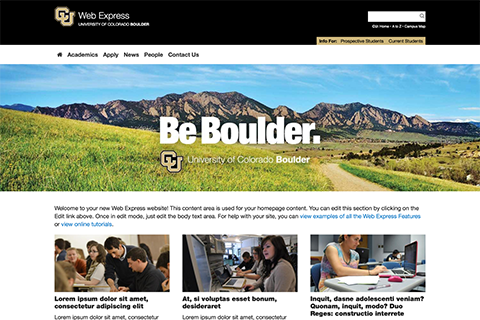 CU
Web Express
UNIVERSITY OF COLORADO BOULDER
CU: Home • A to Z • Campus Map
Info For: Prospective Students Current Students
Academics Apply News People Contact Us
Be Boulder.
CU University of Colorado Boulder
Welcome to your new Web Express website! This content area is used for your homepage content. You can edit this section by clicking on the
Edit link above. Once in edit mode, just edit the body text area. For help with your site, you can view examples of all the Web Express Features
or view online tutorials.
Lorem ipsum dolor sit amet,
consectetur adipiscing elit
Lorem ipsum dolor sit amet,
At, si voluptas esset bonum,
desideraret
Lorem ipsum dolor sit amet, consectetur
Inquit, dasne adolescenti veniam?
Quonam, inquit, modo? Duo
Reges: constructio interrete